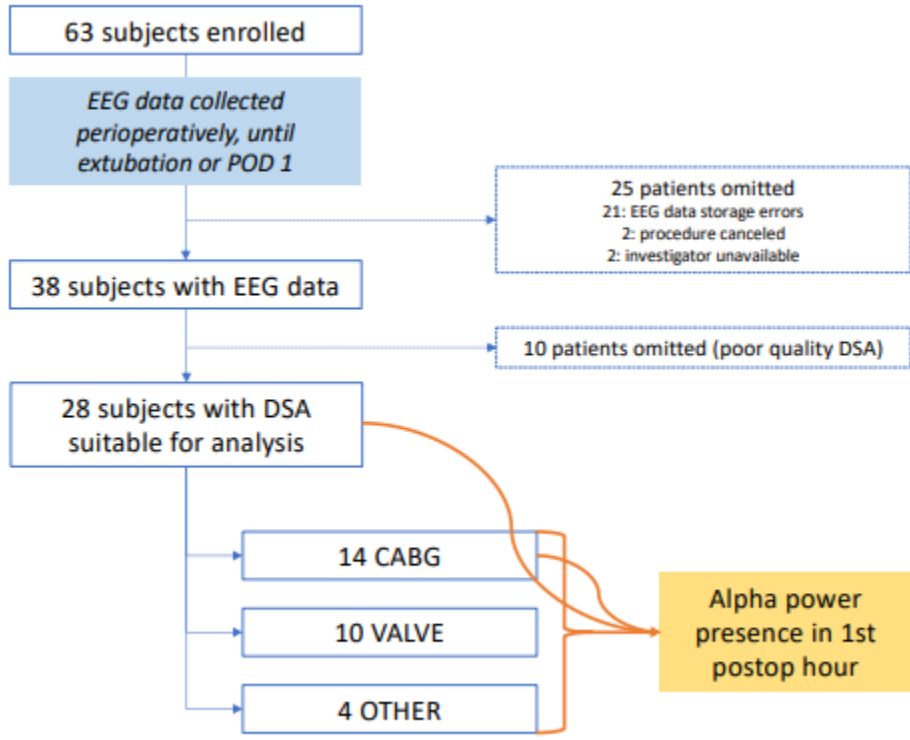 63 subjects enrolled
EEG data collected
perioperatively, until
extubation or POD 1
25 patients omitted
21: EEG data storage errors
2: procedure canceled
2: investigator unavailable
38 subjects with EEG data
10 patients omitted (poor quality DSA)
28 subjects with DSA
suitable for analysis
14 CABG
10 VALVE
4 OTHER
Alpha power
presence in 1st
postop hour